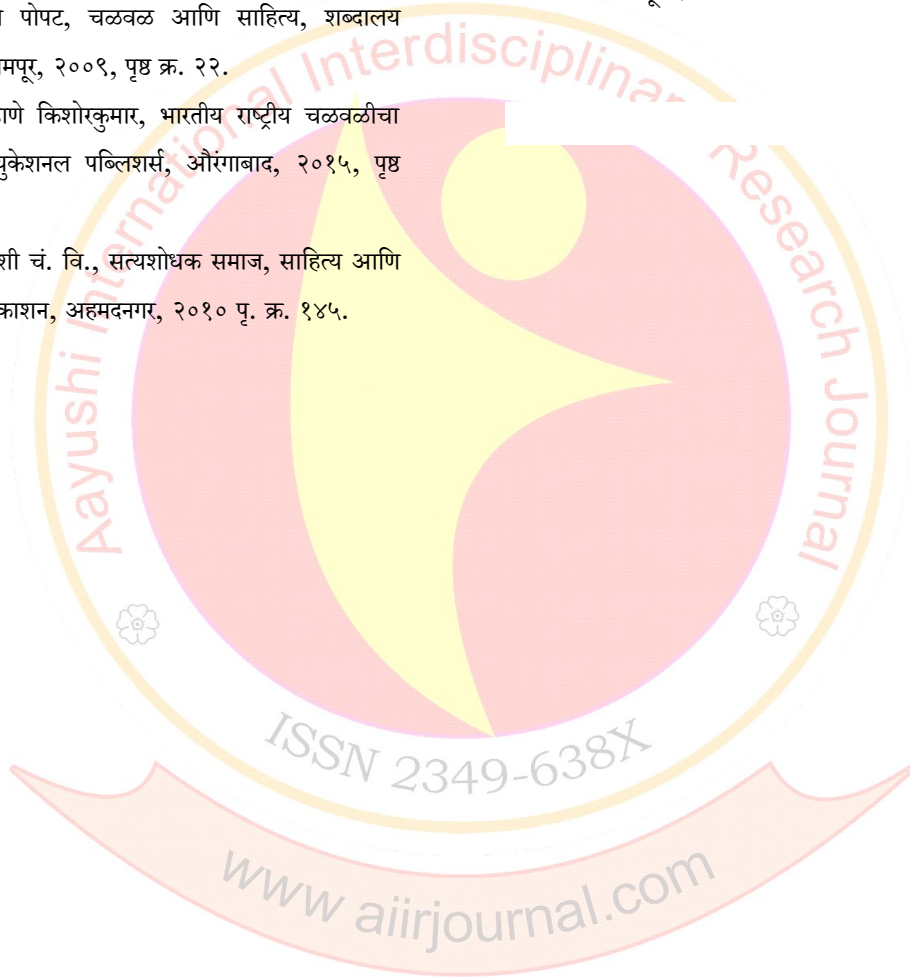 पोपट, चळवळ आणि साहित्य, शब्दालय
मपूर, २००९, पृष्ठ क्र. २२.
णे किशोरकुमार, भारतीय राष्ट्रीय चळवळीचा
युकेशनल पब्लिशर्स, औरंगाबाद, २०१५, पृष्ठ
शी चं. वि., सत्यशोधक समाज, साहित्य आणि
काशन, अहमदनगर, २०१० पृ. क्र. १४५.
Aayushi International Interdisciplinary Research Journal
ISSN 2349-638X
www aiirjournal.com